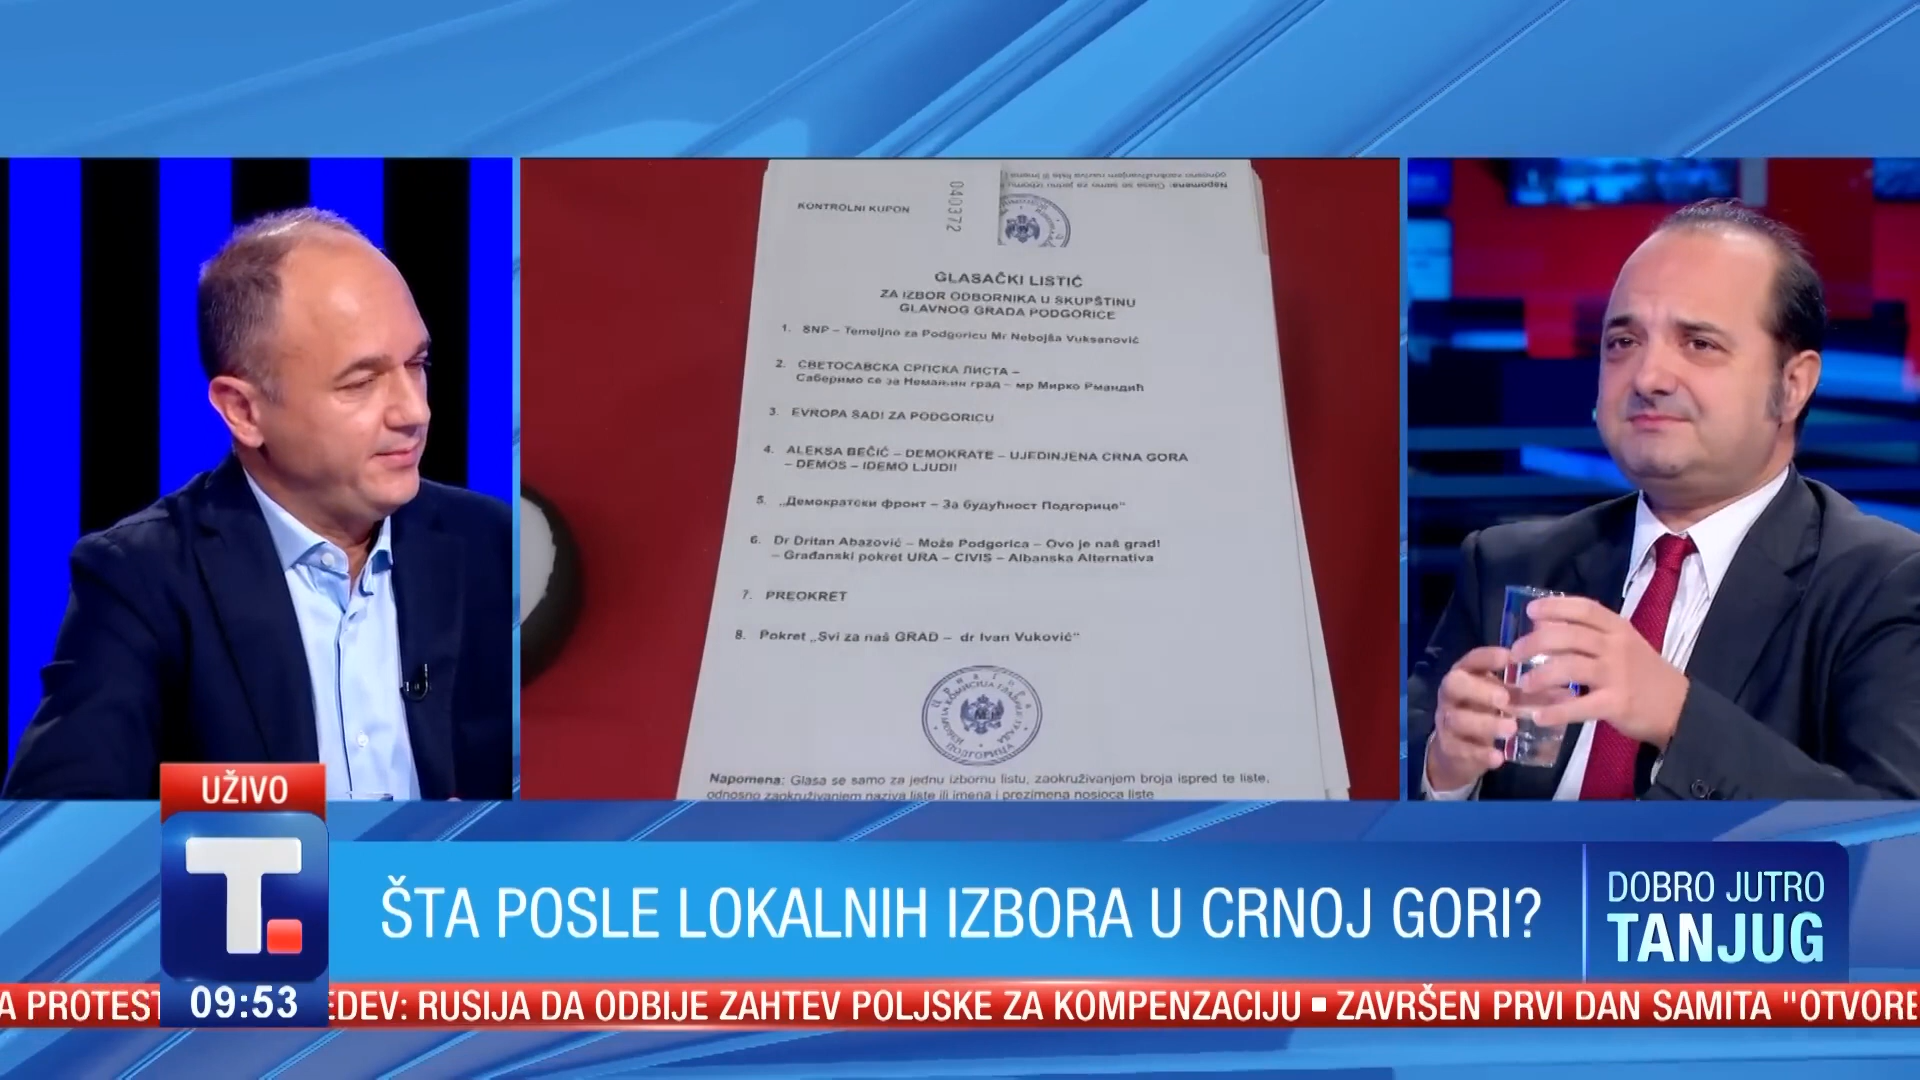 KONTROLNI KUPON
040372
GLASAČKI LISTIĆ
ZA IZBOR ODBORNIKA U SKUPŠTINU
GLAVNOG GRADA PODGORICE
1. SNP – Temeljno za Podgoricu Mr Nebojša Vuksanović
2. СВЕТОСАВСКА СРПСКА ЛИСТА –
Саберимо се за Немањин град – мр Мирко Рмандић
3. EVROPA SAD! ZA PODGORICU
4. ALEKSA BEČIĆ – DEMOKRATE – UJEDINJENA CRNA GORA
– DEMOS – IDEMO LJUDI!
5. „Демократски фронт – За будућност Подгорице“
6. Dr Dritan Abazović – Može Podgorica – Ovo je naš grad!
– Građanski pokret URA – CIVIS – Albanska Alternativa
7. PREOKRET
8. Pokret „Svi za naš GRAD – dr Ivan Vuković“
Црна Гора
ПОДГОРИЦА
Napomena: Glasa se samo za jednu izbornu listu, zaokruživanjem broja ispred te liste,
odnosno zaokruživanjem naziva liste ili imena i prezimena nosioca liste
UŽIVO
T.
ŠTA POSLE LOKALNIH IZBORA U CRNOJ GORI?
DOBRO JUTRO
TANJUG
09:53
A PROTEST
EDEV: RUSIJA DA ODBIJE ZAHTEV POLJSKE ZA KOMPENZACIJU ▪ ZAVRŠEN PRVI DAN SAMITA "OTVORE